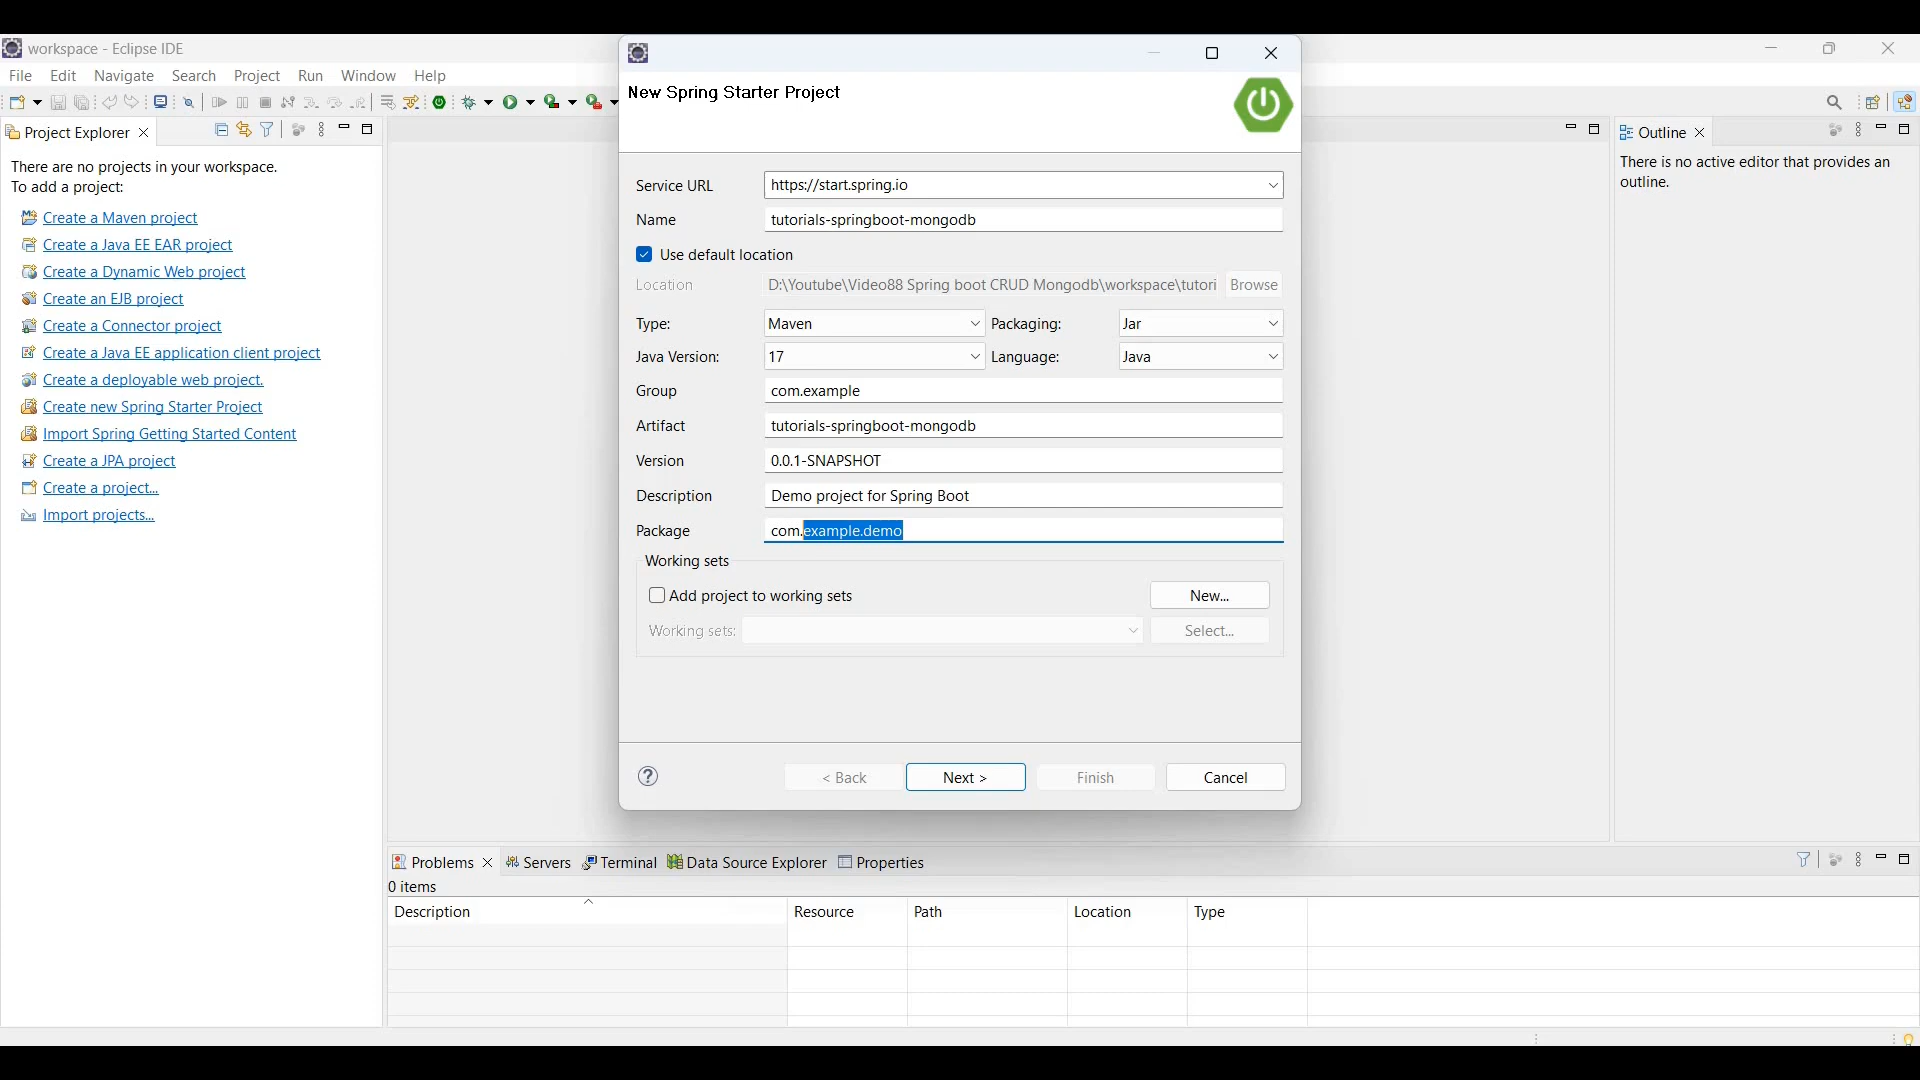 workspace - Eclipse IDE
File Edit Navigate Search Project Run Window Help
Project Explorer
There are no projects in your workspace.
To add a project:
Create a Maven project
Create a Java EE EAR project
Create a Dynamic Web project
Create an EJB project
Create a Connector project
Create a Java EE application client project
Create a deployable web project.
Create new Spring Starter Project
Import Spring Getting Started Content
Create a JPA project
Create a project...
Import projects...
New Spring Starter Project
Service URL https://start.spring.io
Name tutorials-springboot-mongodb
Use default location
Location D:\Youtube\Video88 Spring boot CRUD Mongodb\workspace\tutori Browse
Type: Maven Packaging: Jar
Java Version: 17 Language: Java
Group com.example
Artifact tutorials-springboot-mongodb
Version 0.0.1-SNAPSHOT
Description Demo project for Spring Boot
Package com.example.demo
Working sets
Add project to working sets New...
Working sets: Select...
< Back Next > Finish Cancel
Outline
There is no active editor that provides an
outline.
Problems Servers Terminal Data Source Explorer Properties
0 items
Description Resource Path Location Type